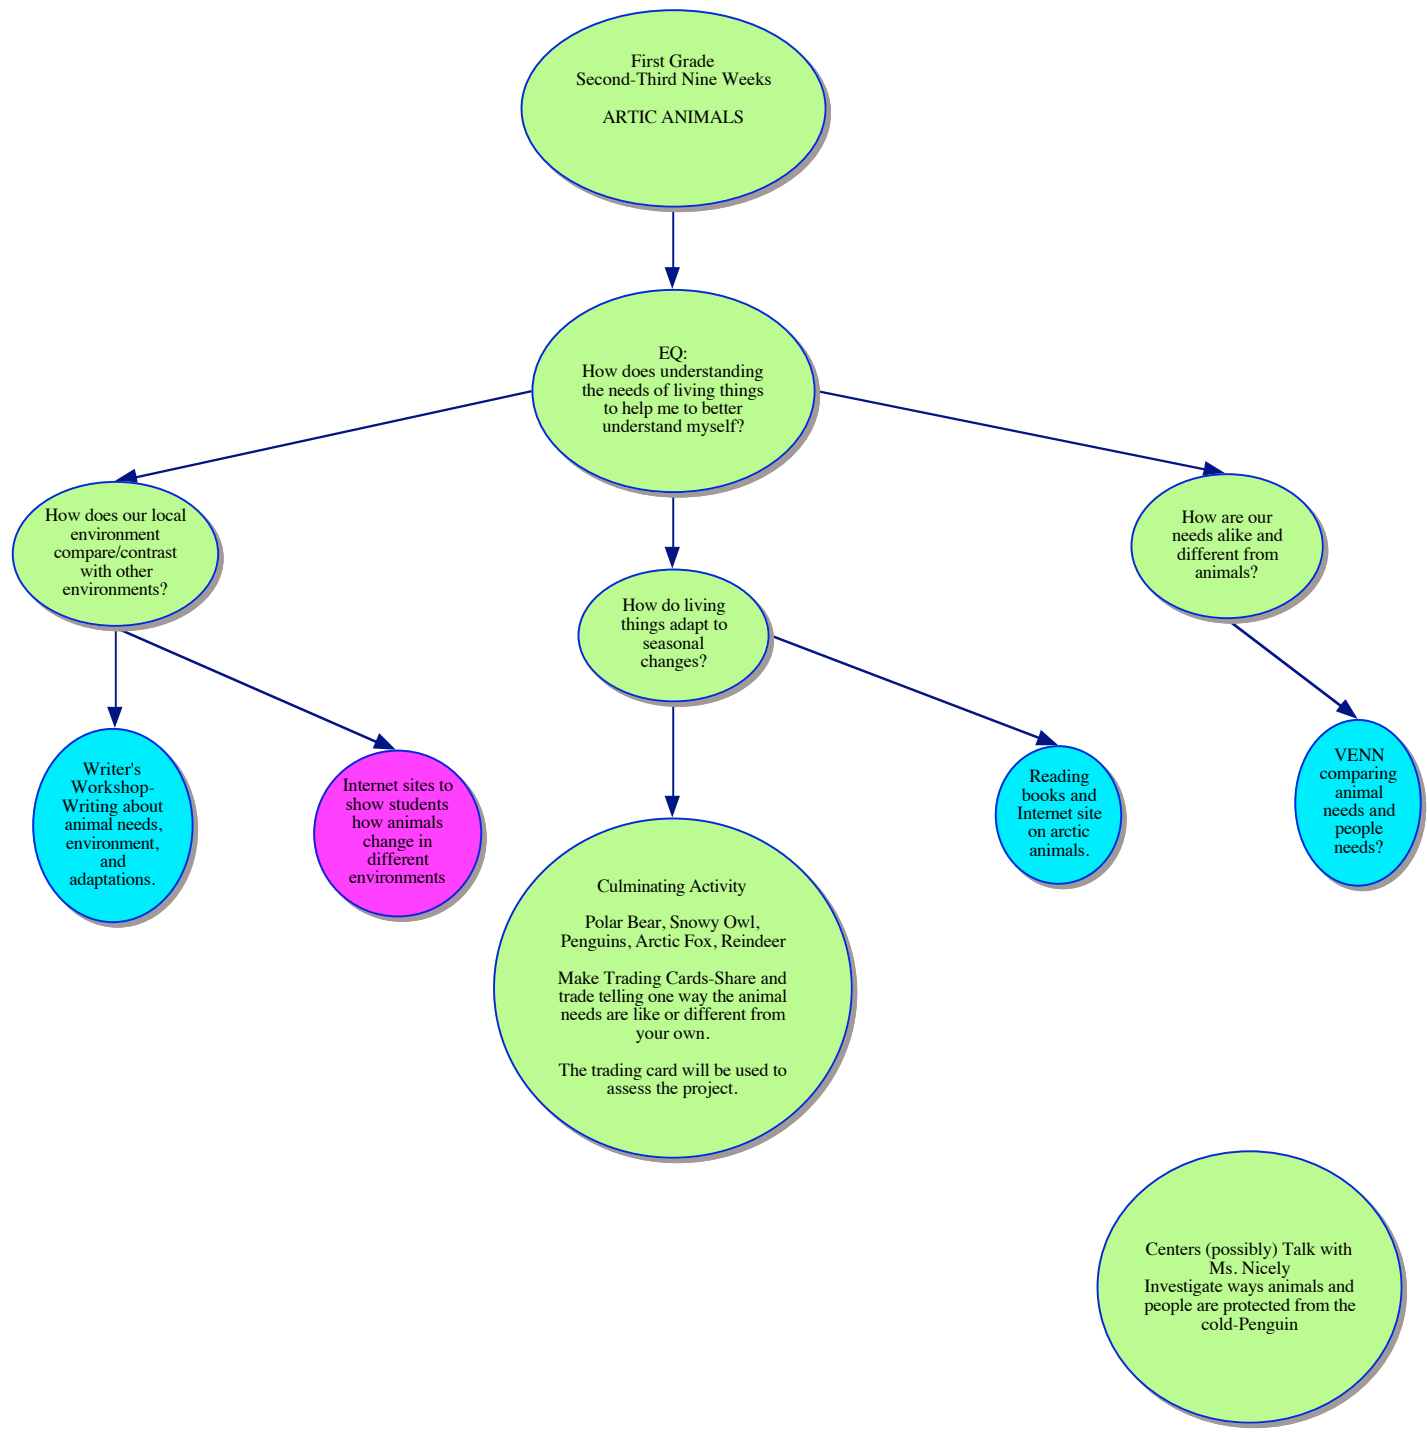 First Grade
Second-Third Nine Weeks
ARTIC ANIMALS
EQ:
How does understanding
the needs of living things
to help me to better
understand myself?
How does our local
environment
compare/contrast
with other
environments?
How do living
things adapt to
seasonal
changes?
How are our
needs alike and
different from
animals?
Writer's
Workshop-
Writing about
animal needs,
environment,
and
adaptations.
Internet sites to
show students
how animals
change in
different
environments
Culminating Activity
Polar Bear, Snowy Owl,
Penguins, Arctic Fox, Reindeer
Make Trading Cards-Share and
trade telling one way the animal
needs are like or different from
your own.
The trading card will be used to
assess the project.
Reading
books and
Internet site
on arctic
animals.
VENN
comparing
animal
needs and
people
needs?
Centers (possibly) Talk with
Ms. Nicely
Investigate ways animals and
people are protected from the
cold-Penguin